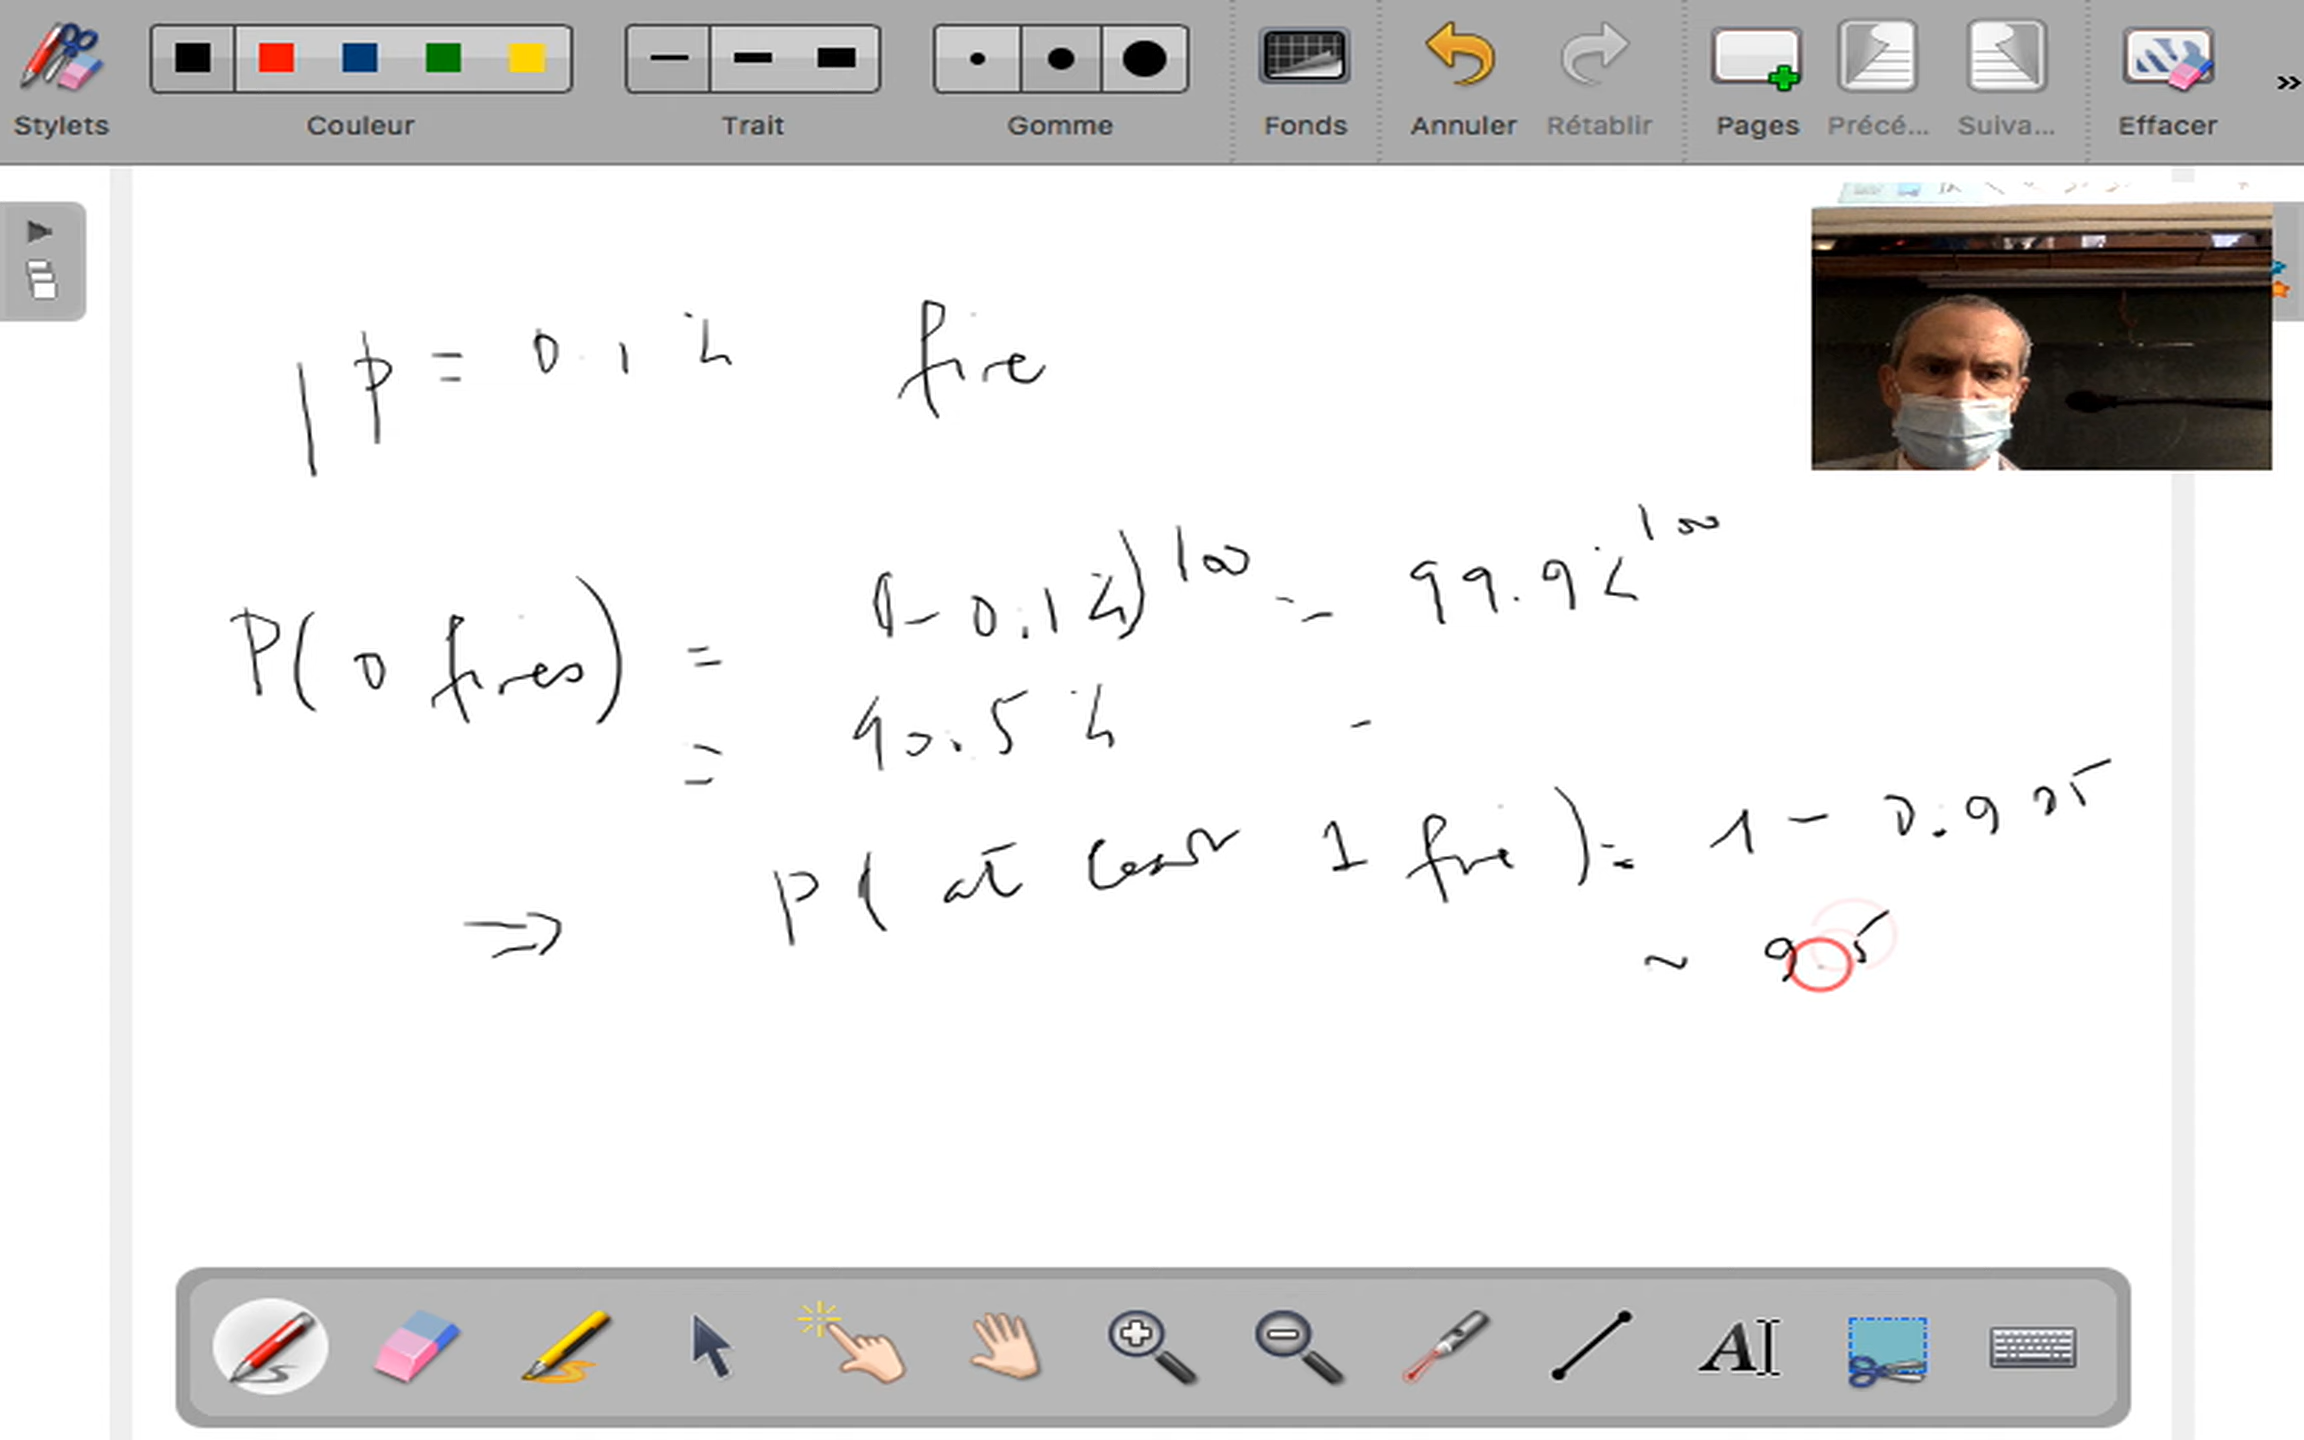 Stylets Couleur Trait Gomme Fonds Annuler Rétablir Pages Précé... Suiva... Effacer
p = 0.1 % fire
P( 0 fires) = (1 - 0.1%)^100 = 99.9%^100
= 90.5 %
⇒ P( at least 1 fire ) = 1 - 0.905
~ 9.5